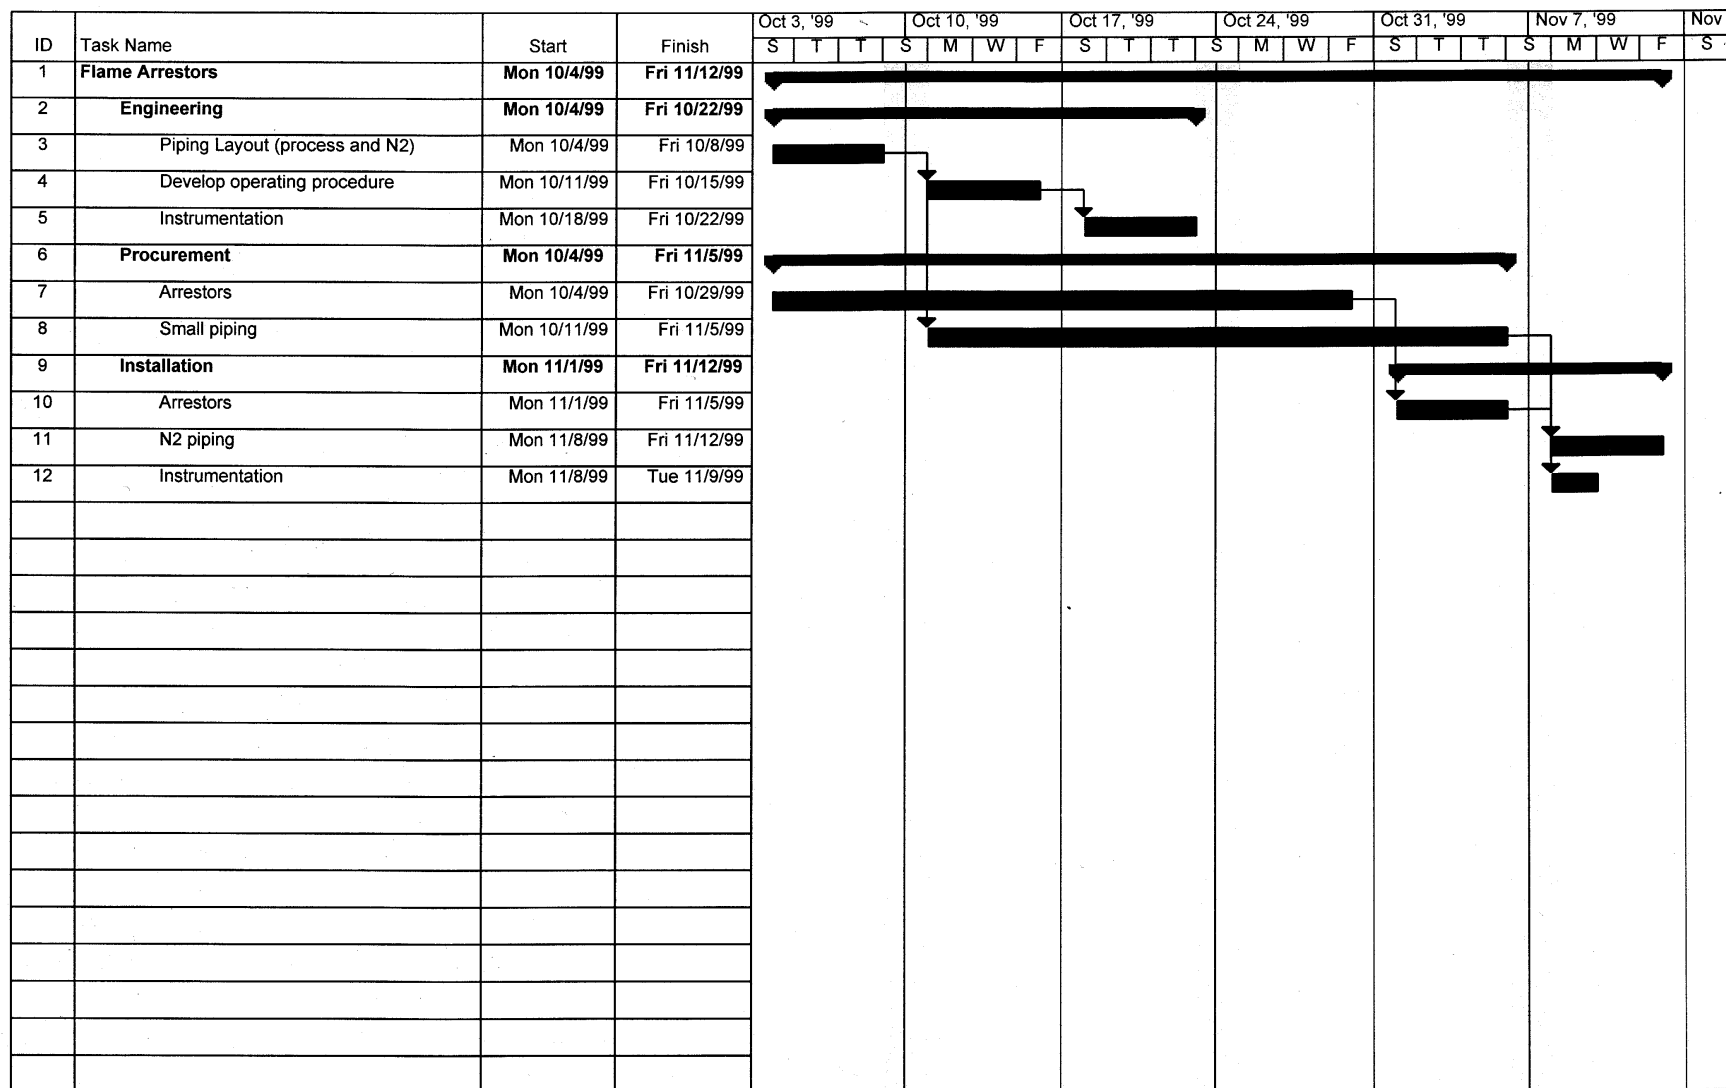 Oct 3, '99 Oct 10, '99 Oct 17, '99 Oct 24, '99 Oct 31, '99 Nov 7, '99 Nov
ID Task Name Start Finish S T T S M W F S T T S M W F S T T S M W F S
1 Flame Arrestors Mon 10/4/99 Fri 11/12/99
2 Engineering Mon 10/4/99 Fri 10/22/99
3 Piping Layout (process and N2) Mon 10/4/99 Fri 10/8/99
4 Develop operating procedure Mon 10/11/99 Fri 10/15/99
5 Instrumentation Mon 10/18/99 Fri 10/22/99
6 Procurement Mon 10/4/99 Fri 11/5/99
7 Arrestors Mon 10/4/99 Fri 10/29/99
8 Small piping Mon 10/11/99 Fri 11/5/99
9 Installation Mon 11/1/99 Fri 11/12/99
10 Arrestors Mon 11/1/99 Fri 11/5/99
11 N2 piping Mon 11/8/99 Fri 11/12/99
12 Instrumentation Mon 11/8/99 Tue 11/9/99